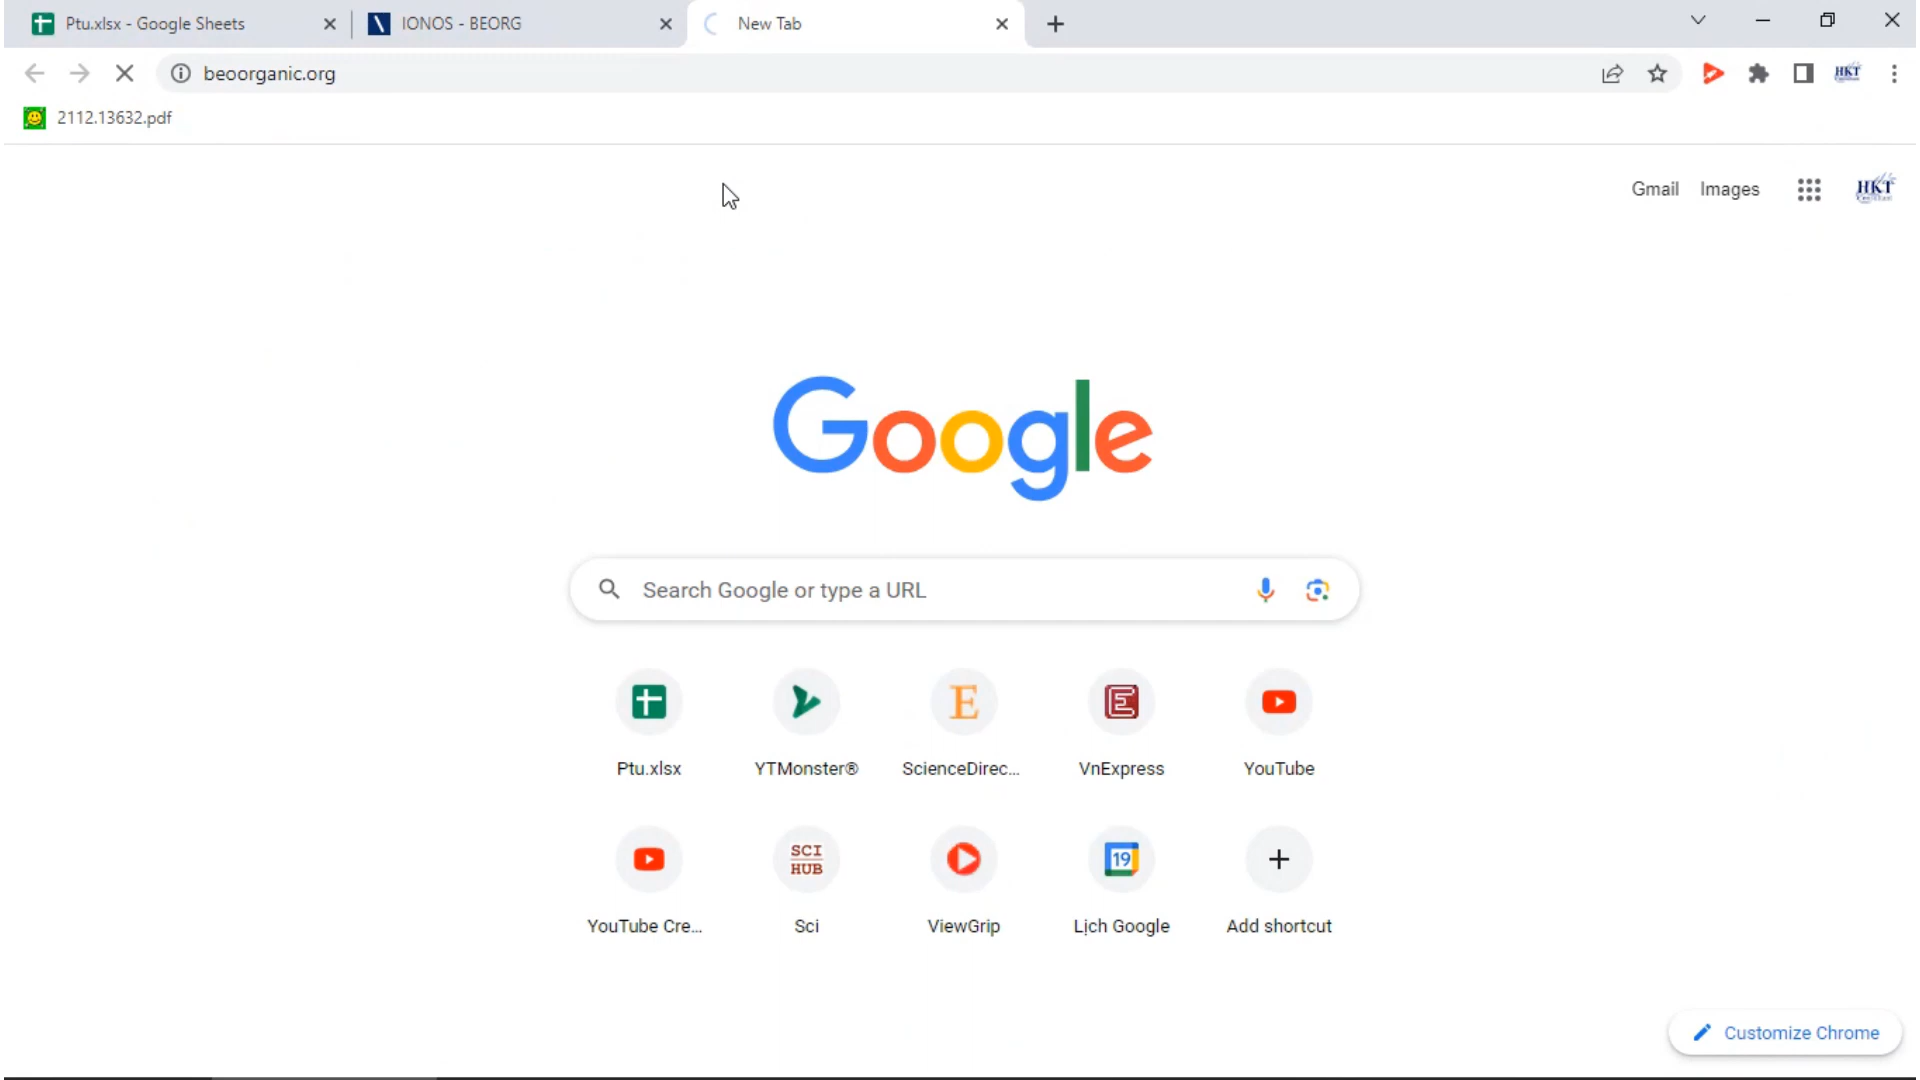 Ptu.xlsx - Google Sheets
IONOS - BEORG
New Tab
beoorganic.org
HKT
2112.13632.pdf
Gmail
Images
HKT
Google
Search Google or type a URL
Ptu.xlsx
YTMonster®
E
ScienceDirec...
E
VnExpress
YouTube
YouTube Cre...
SCI
HUB
Sci
ViewGrip
19
Lịch Google
Add shortcut
Customize Chrome